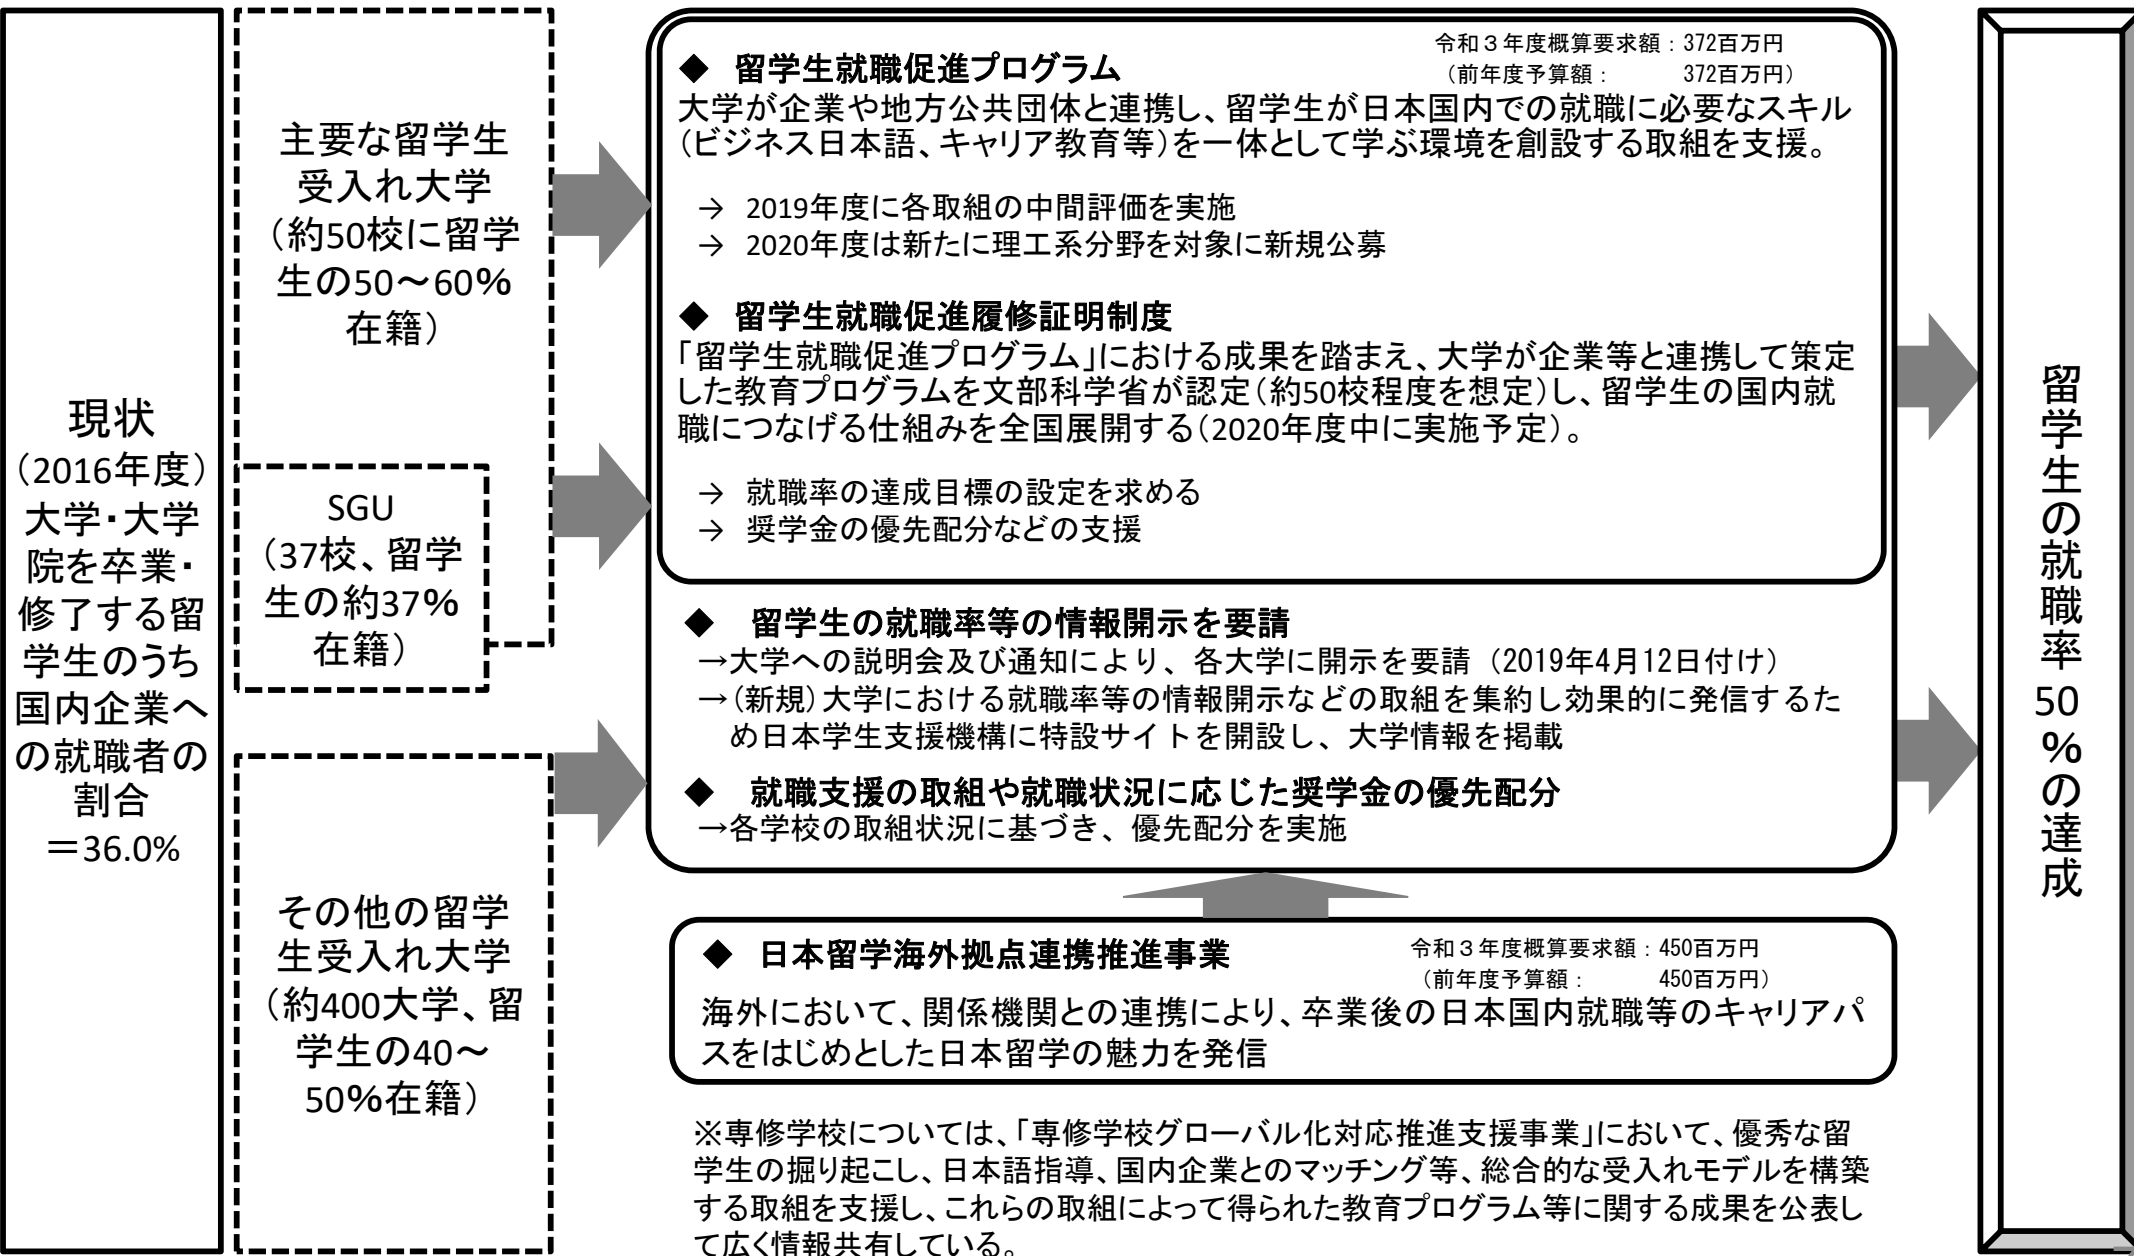 現状
（2016年度）
大学・大学
院を卒業・
修了する留
学生のうち
国内企業へ
の就職者の
割合
＝36.0%
主要な留学生
受入れ大学
（約50校に留学
生の50～60％
在籍）
SGU
（37校、留学
生の約37％
在籍）
その他の留学
生受入れ大学
（約400大学、留
学生の40～
50％在籍）
◆ 留学生就職促進プログラム
令和３年度概算要求額：372百万円
（前年度予算額： 372百万円）
大学が企業や地方公共団体と連携し、留学生が日本国内での就職に必要なスキル
（ビジネス日本語、キャリア教育等）を一体として学ぶ環境を創設する取組を支援。
→ 2019年度に各取組の中間評価を実施
→ 2020年度は新たに理工系分野を対象に新規公募
◆ 留学生就職促進履修証明制度
「留学生就職促進プログラム」における成果を踏まえ、大学が企業等と連携して策定
した教育プログラムを文部科学省が認定（約50校程度を想定）し、留学生の国内就
職につなげる仕組みを全国展開する（2020年度中に実施予定）。
→ 就職率の達成目標の設定を求める
→ 奨学金の優先配分などの支援
◆ 留学生の就職率等の情報開示を要請
→大学への説明会及び通知により、各大学に開示を要請（2019年4月12日付け）
→（新規）大学における就職率等の情報開示などの取組を集約し効果的に発信するた
め日本学生支援機構に特設サイトを開設し、大学情報を掲載
◆ 就職支援の取組や就職状況に応じた奨学金の優先配分
→各学校の取組状況に基づき、優先配分を実施
◆ 日本留学海外拠点連携推進事業
令和３年度概算要求額：450百万円
（前年度予算額： 450百万円）
海外において、関係機関との連携により、卒業後の日本国内就職等のキャリアパ
スをはじめとした日本留学の魅力を発信
※専修学校については、「専修学校グローバル化対応推進支援事業」において、優秀な留
学生の掘り起こし、日本語指導、国内企業とのマッチング等、総合的な受入れモデルを構築
する取組を支援し、これらの取組によって得られた教育プログラム等に関する成果を公表し
て広く情報共有している。
留学生の就職率50％の達成